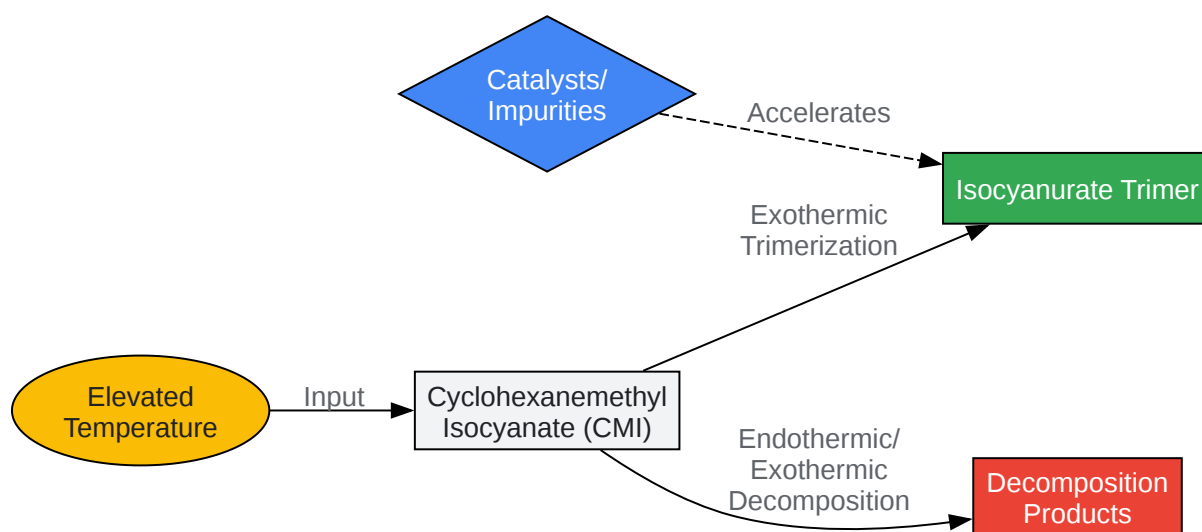 Catalysts/
Impurities
Accelerates
Isocyanurate Trimer
Exothermic
Trimerization
Elevated
Temperature
Input
Cyclohexanemethyl
Isocyanate (CMI)
Endothermic/
Exothermic
Decomposition
Decomposition
Products